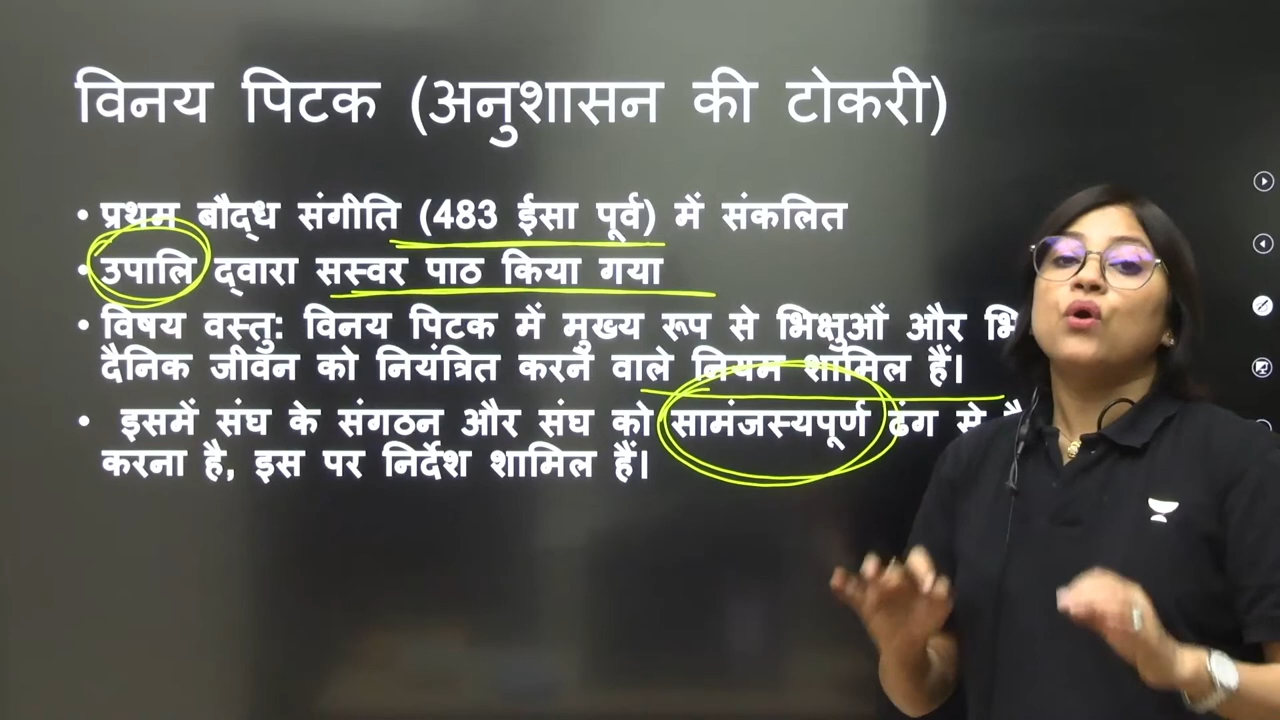 विनय पिटक (अनुशासन की टोकरी)
• प्रथम बौद्ध संगीति (483 ईसा पूर्व) में संकलित
• उपालि द्वारा सस्वर पाठ किया गया
• विषय वस्तु: विनय पिटक में मुख्य रूप से भिक्षुओं और
दैनिक जीवन को नियंत्रित करने वाले नियम शामिल हैं।
• इसमें संघ के संगठन और संघ को सामंजस्यपूर्ण ढंग से
करना है, इस पर निर्देश शामिल हैं।